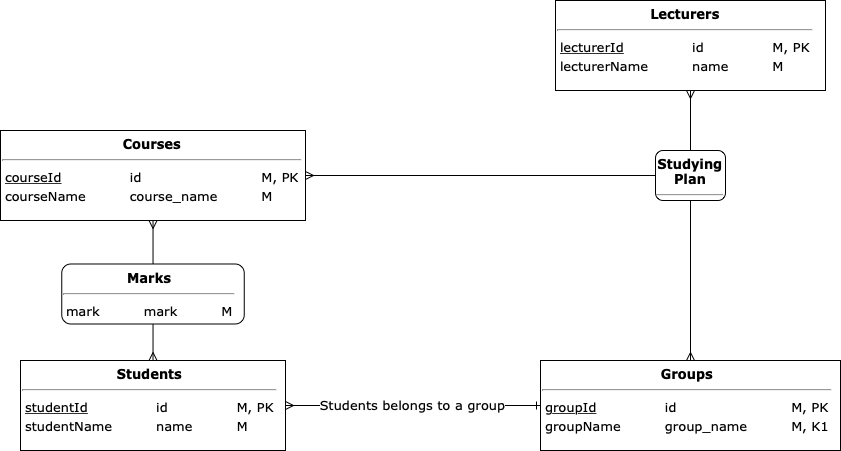 Lecturers
lecturerId id M, PK
lecturerName name M
Courses
courseId id M, PK
courseName course_name M
Studying
Plan
Marks
mark mark M
Students
studentId id M, PK
studentName name M
Students belongs to a group
Groups
groupId id M, PK
groupName group_name M, K1